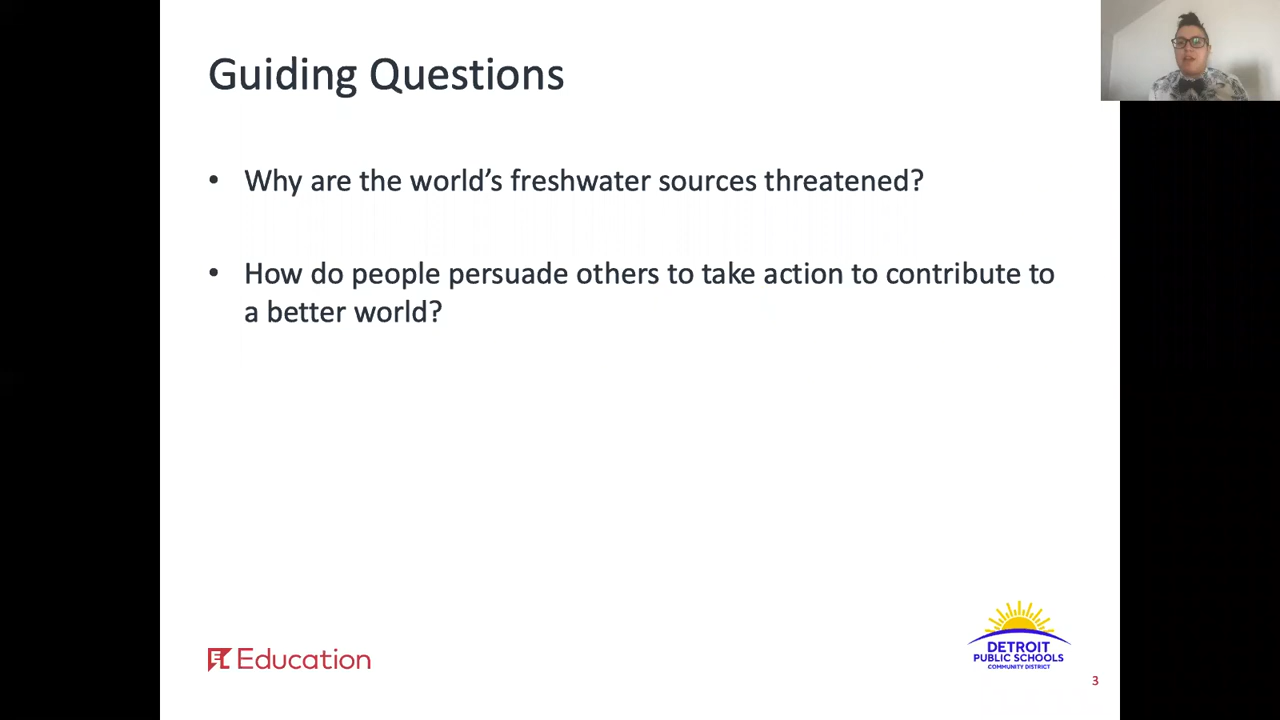 Guiding Questions
• Why are the world’s freshwater sources threatened?
• How do people persuade others to take action to contribute to
a better world?
EL Education
DETROIT
PUBLIC SCHOOLS
COMMUNITY DISTRICT
3